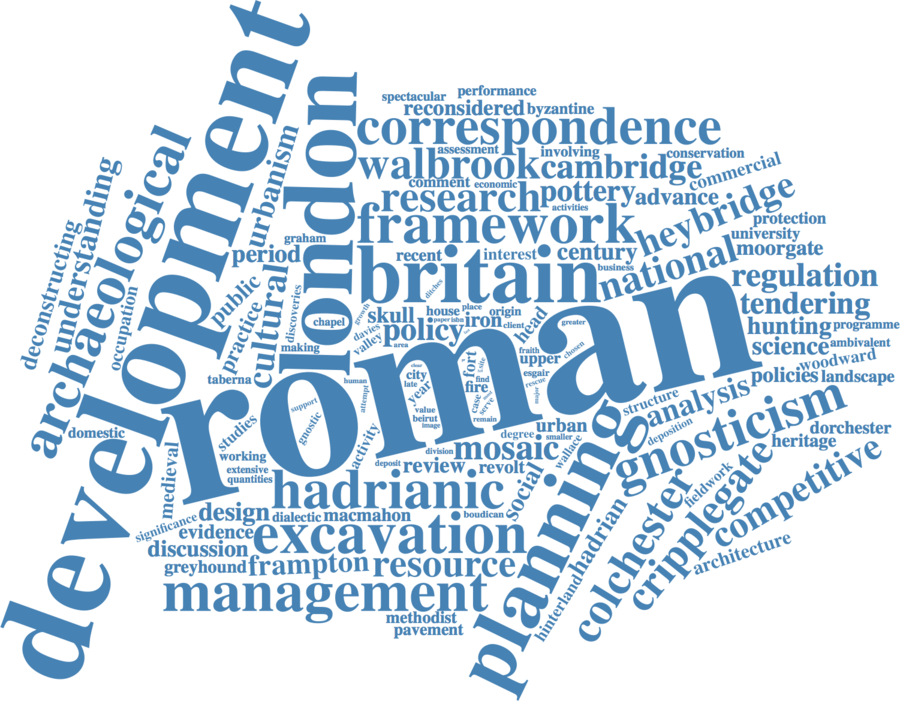 development
london
roman
spectacular
performance
reconsidered
byzantine
correspondence
assessment
involving
conservation
walbrook
cambridge
commercial
comment
economic
research
pottery
advance
activities
framework
heybridge
protection
university
moorgate
recent
interest
century
business
national
britain
regulation
tendering
hunting
programme
science
ambivalent
woodward
policies
landscape
deconstructing
understanding
archaeological
occupation
urbanism
graham
period
public
practice
cultural
discoveries
chapel
making
taberna
domestic
growth
davies
valley
ditches
skull
house
place
origin
paper
isbn
iron
client
policy
area
head
greater
fraith
upper
chosen
esgair
rescue
major
fort
site
find
fire
case
serve
remain
close
city
late
year
value
beirut
image
human
attempt
support
gnostic
activity
studies
working
extensive
quantities
medieval
significance
design
evidence
discussion
dialectic
macmahon
hadrianic
deposit
review
revolt
division
mosaic
degree
urban
smaller
wallace
boudican
social
excavation
greyhound
frampton
resource
management
methodist
pavement
planning
structure
analysis
deposition
gnosticism
dorchester
heritage
fieldwork
colchester
cripplegate
competitive
architecture
hadrian
hinterland